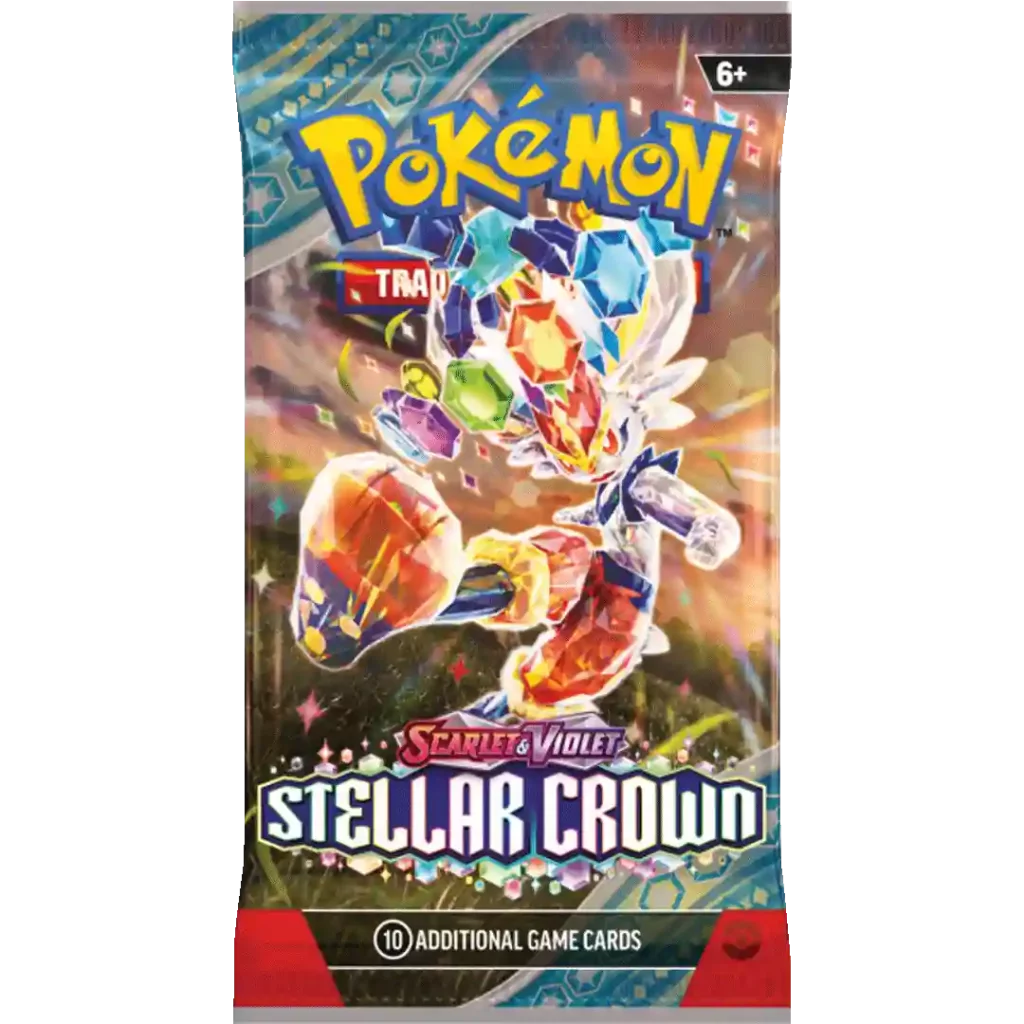 6+
POKÉMON
TM
TRAD
SCARLET & VIOLET
STELLAR CROWN
10 ADDITIONAL GAME CARDS